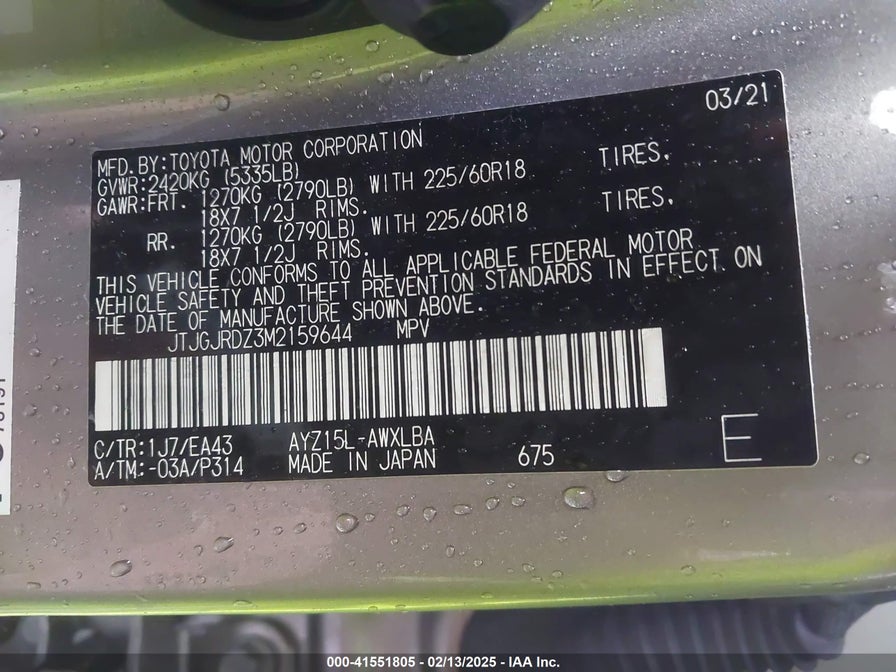 03/21
MFD.BY:TOYOTA MOTOR CORPORATION
GVWR:2420KG (5335LB)
GAWR:FRT. 1270KG (2790LB) WITH 225/60R18 TIRES.
18X7 1/2J RIMS.
RR. 1270KG (2790LB) WITH 225/60R18 TIRES.
18X7 1/2J RIMS.
THIS VEHICLE CONFORMS TO ALL APPLICABLE FEDERAL MOTOR
VEHICLE SAFETY AND THEFT PREVENTION STANDARDS IN EFFECT ON
THE DATE OF MANUFACTURE SHOWN ABOVE.
JTJGJRDZ3M2159644 MPV
C/TR:1J7/EA43 AYZ15L-AWXLBA
A/TM:-03A/P314 MADE IN JAPAN 675
E
000-41551805 - 02/13/2025 - IAA Inc.